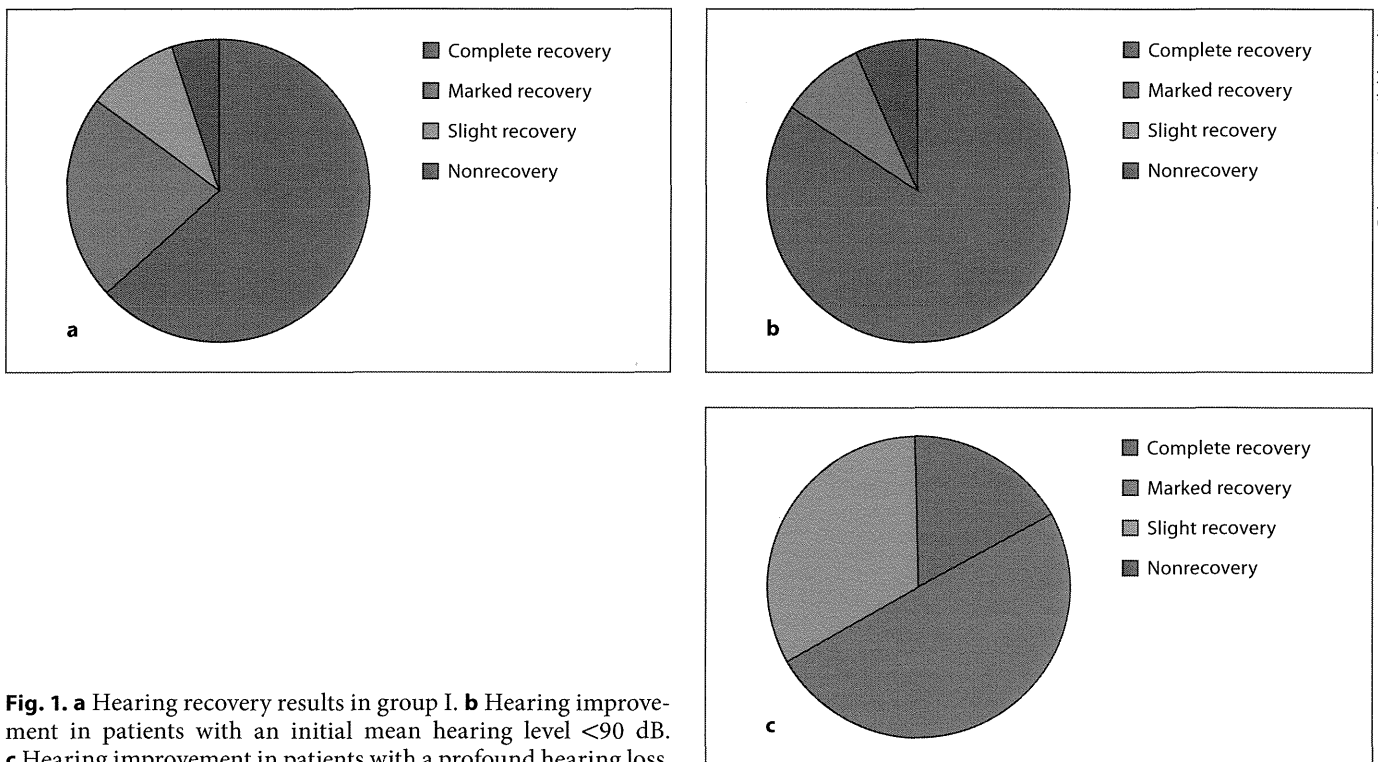 Complete recovery
Marked recovery
Slight recovery
Nonrecovery
a
Complete recovery
Marked recovery
Slight recovery
Nonrecovery
b
Complete recovery
Marked recovery
Slight recovery
Nonrecovery
c
Fig. 1. a Hearing recovery results in group I. b Hearing improve-
ment in patients with an initial mean hearing level <90 dB.
c Hearing improvement in patients with a profound hearing loss.